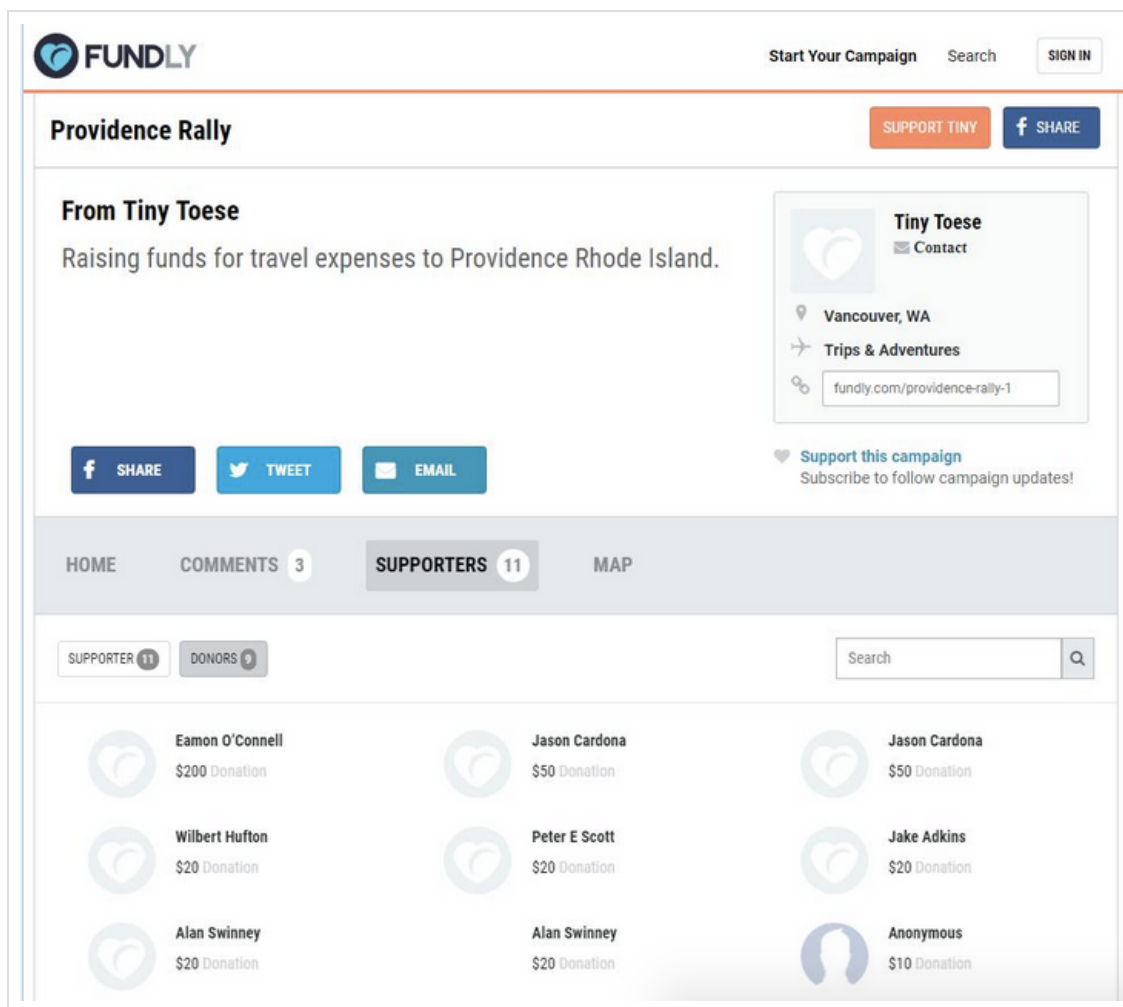 FUNDLY
Start Your Campaign Search SIGN IN
Providence Rally
SUPPORT TINY
f SHARE
From Tiny Toese
Raising funds for travel expenses to Providence Rhode Island.
Tiny Toese
Contact
Vancouver, WA
Trips & Adventures
fundly.com/providence-rally-1
f SHARE
TWEET
EMAIL
Support this campaign
Subscribe to follow campaign updates!
HOME COMMENTS 3 SUPPORTERS 11 MAP
SUPPORTER 11 DONORS 9
Search
Eamon O'Connell
$200 Donation
Jason Cardona
$50 Donation
Jason Cardona
$50 Donation
Wilbert Hufton
$20 Donation
Peter E Scott
$20 Donation
Jake Adkins
$20 Donation
Alan Swinney
$20 Donation
Alan Swinney
$20 Donation
Anonymous
$10 Donation